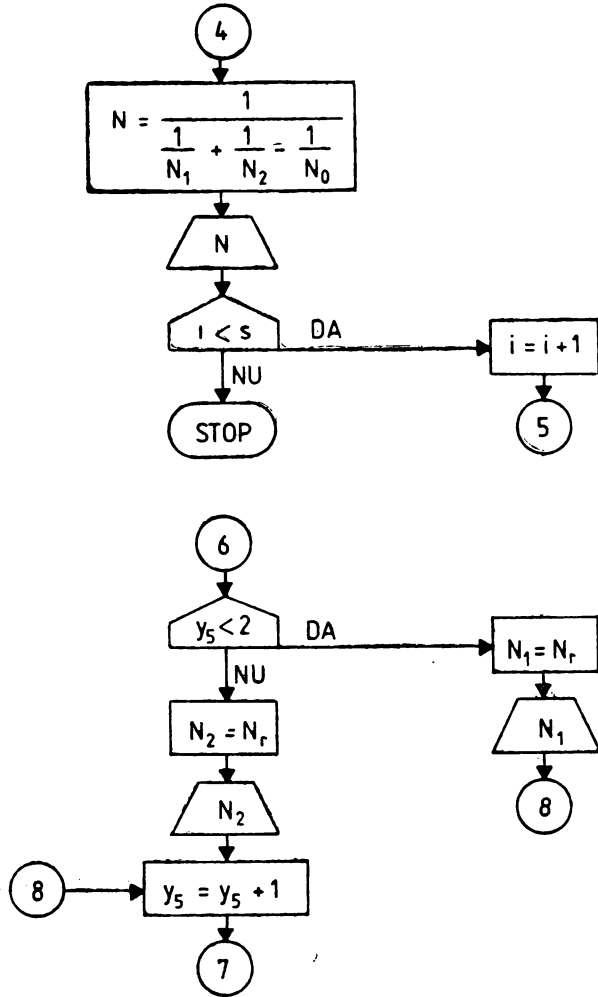 4
N = 1 / (1/N₁ + 1/N₂ - 1/N₀)
N
i < s
DA
i = i + 1
NU
5
STOP
6
y₅ < 2
DA
N₁ = Nᵣ
NU
N₂ = Nᵣ
N₁
N₂
8
8
y₅ = y₅ + 1
7